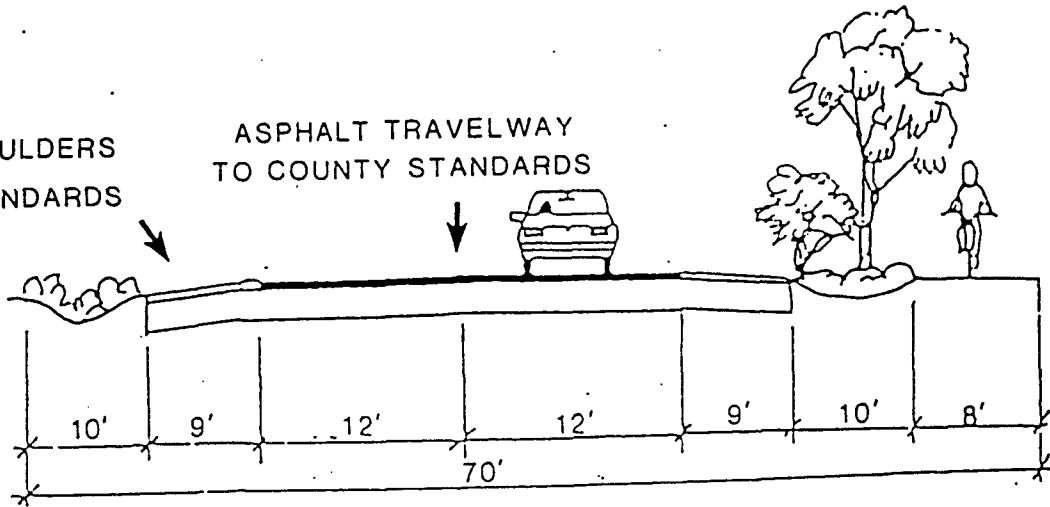 ULDERS
NDARDS
ASPHALT TRAVELWAY
TO COUNTY STANDARDS
10' 9' 12' 12' 9' 10' 8'
70'